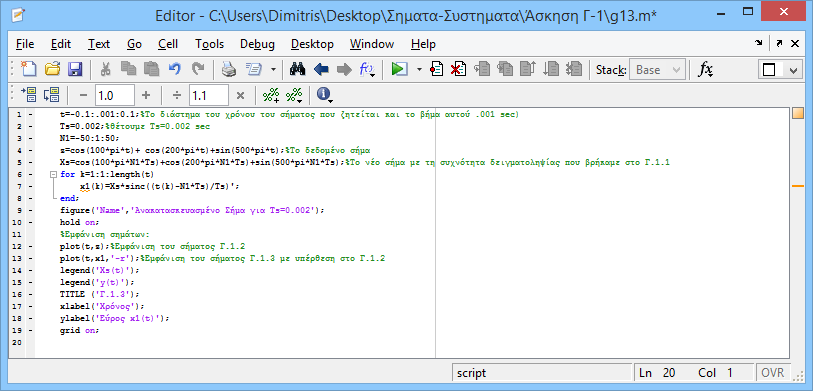 Editor - C:\Users\Dimitris\Desktop\Σηματα-Συστηματα\Άσκηση Γ-1\g13.m*
File Edit Text Go Cell Tools Debug Desktop Window Help
Stack: Base fx
1.0 1.1
1 - t=-0.1:.001:0.1;%Το διάστημα του χρόνου του σήματος που ζητείται και το βήμα αυτού .001 sec)
2 - Ts=0.002;%θέτουμε Ts=0.002 sec
3 - N1=-50:1:50;
4 - z=cos(100*pi*t)+ cos(200*pi*t)+sin(500*pi*t);%Το δεδομένο σήμα
5 - Xs=cos(100*pi*N1*Ts)+cos(200*pi*N1*Ts)+sin(500*pi*N1*Ts);%Το νέο σήμα με τη συχνότητα δειγματοληψίας που βρήκαμε στο Γ.1.1
6 - for k=1:1:length(t)
7 - x1(k)=Xs*sinc((t(k)-N1*Ts)/Ts)';
8 - end;
9 - figure('Name','Ανακατασκευασμένο Σήμα για Ts=0.002');
10 - hold on;
11 %Εμφάνιση σημάτων:
12 - plot(t,z);%Εμφάνιση του σήματος Γ.1.2
13 - plot(t,x1,'-r');%Εμφάνιση του σήματος Γ.1.3 με υπέρθεση στο Γ.1.2
14 - legend('Xs(t)');
15 - legend('y(t)');
16 - TITLE ('Γ.1.3');
17 - xlabel('Χρόνος');
18 - ylabel('Εύρος x1(t)');
19 - grid on;
20
script Ln 20 Col 1 OVR